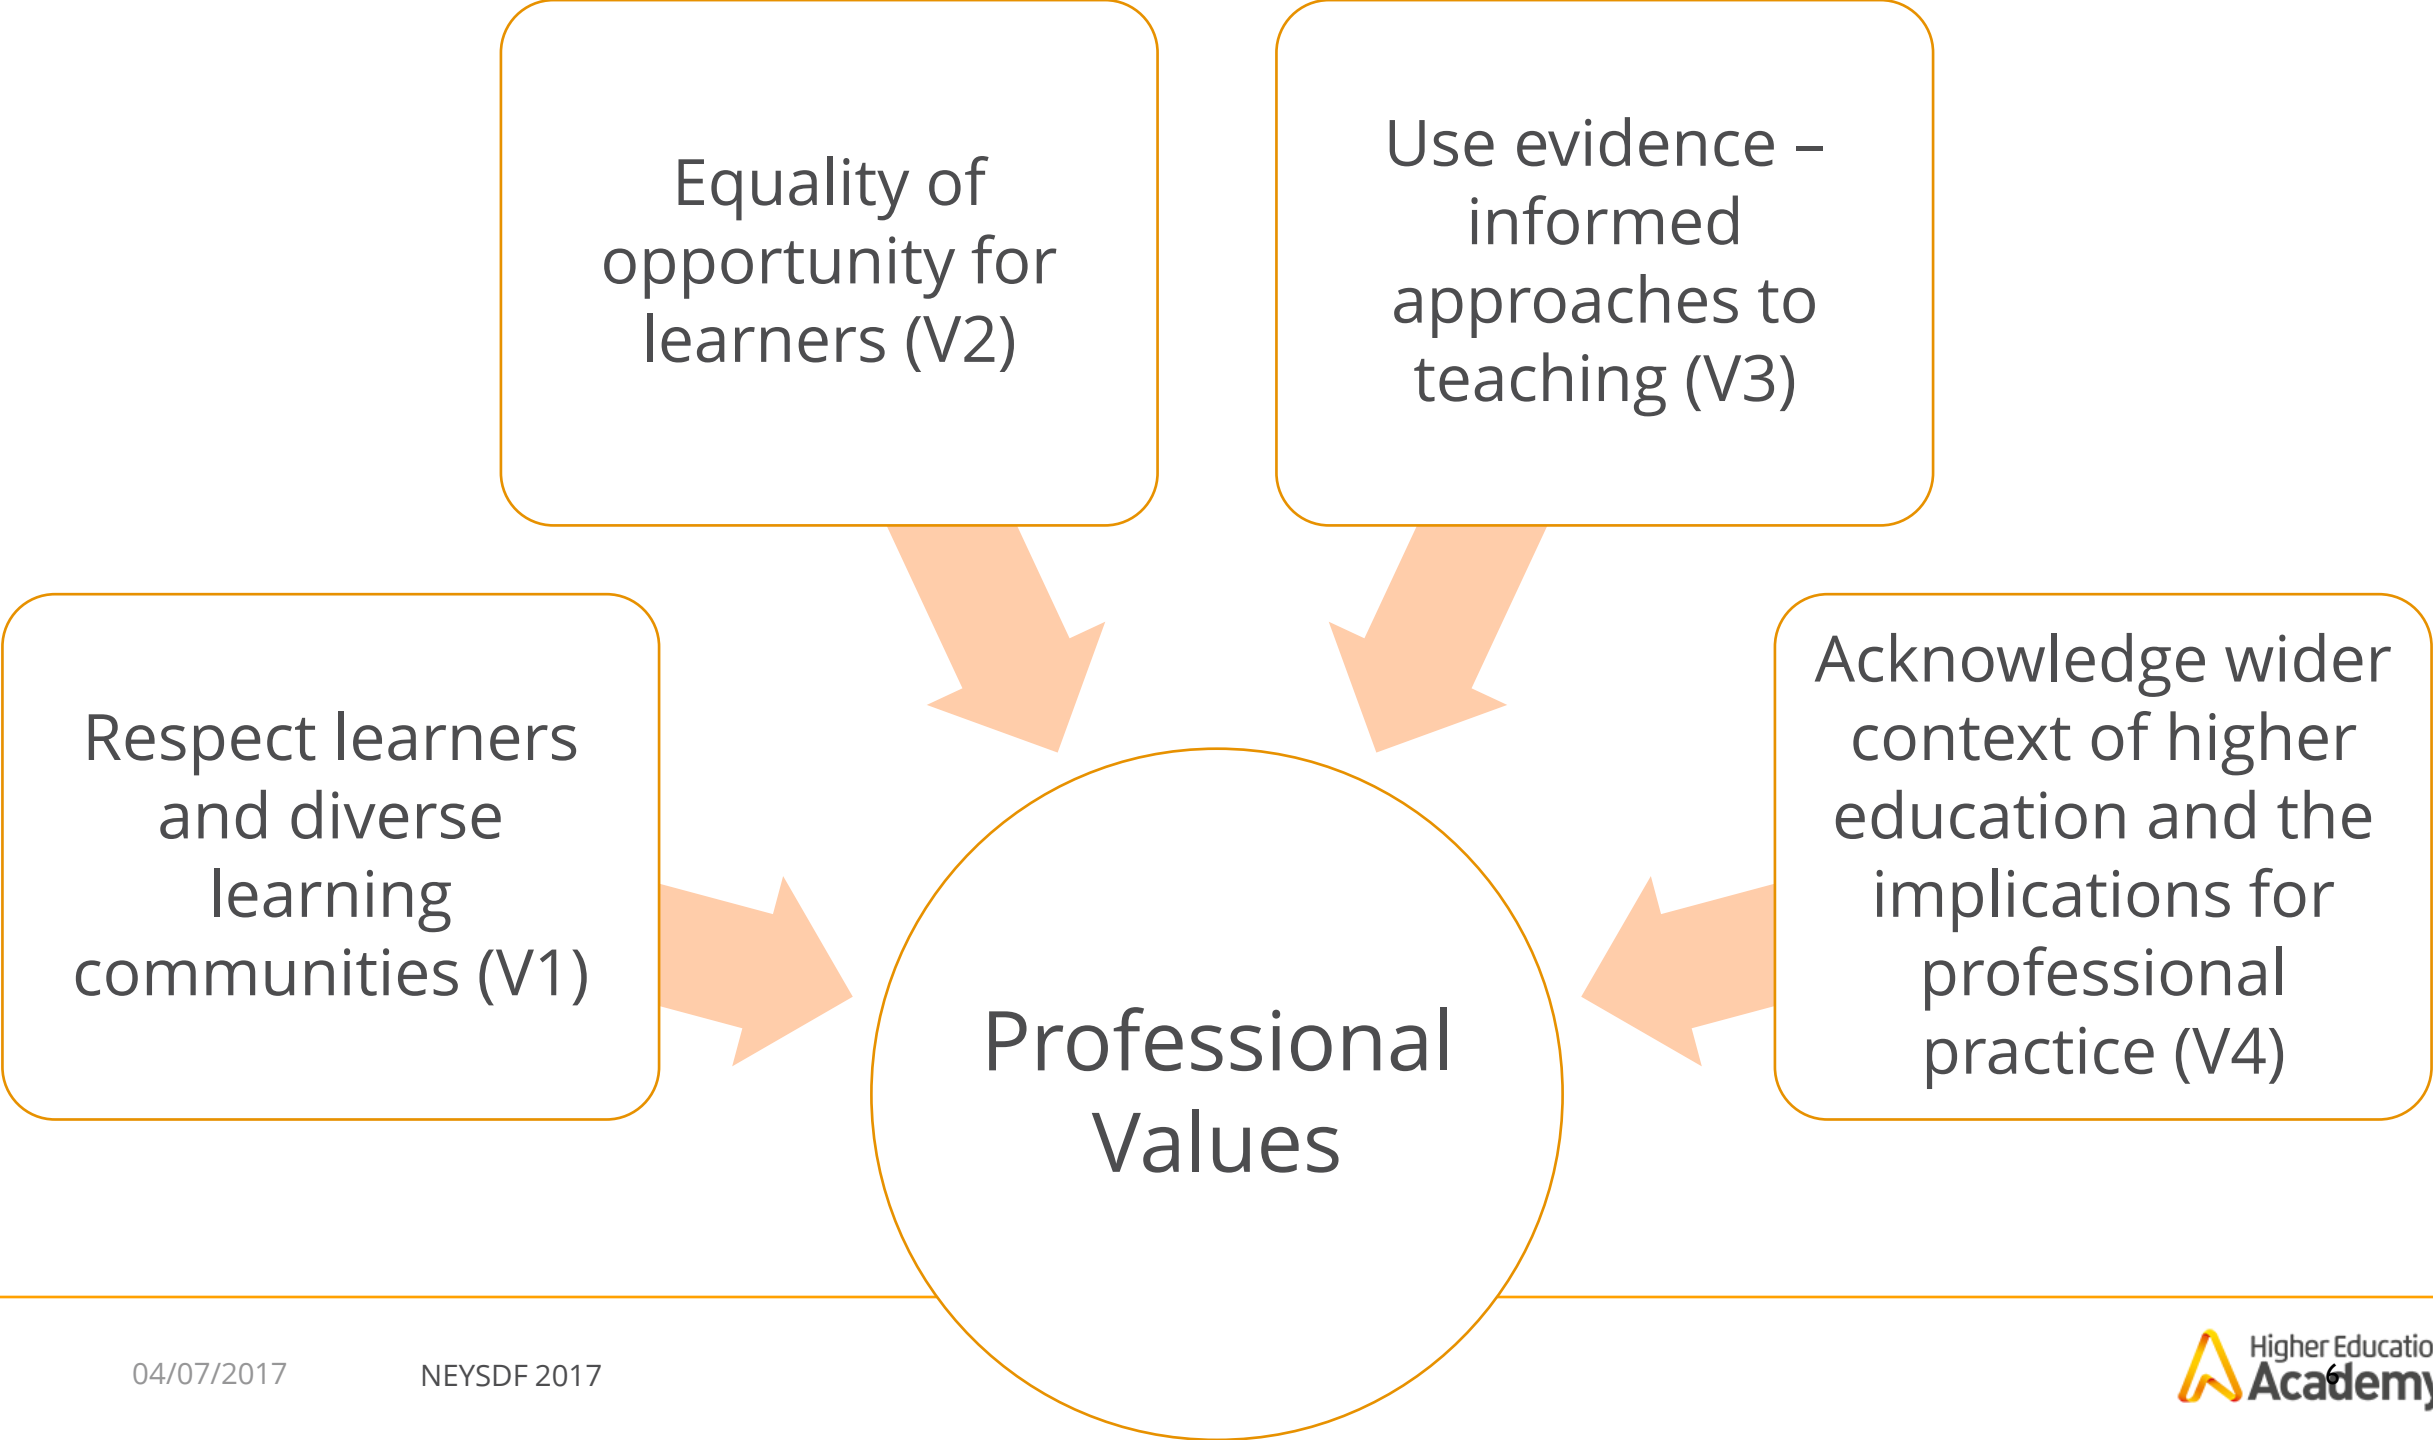 Equality of
opportunity for
learners (V2)
Use evidence –
informed
approaches to
teaching (V3)
Respect learners
and diverse
learning
communities (V1)
Acknowledge wider
context of higher
education and the
implications for
professional
practice (V4)
Professional
Values
04/07/2017
NEYSDF 2017
Higher Educatio
Academy
6